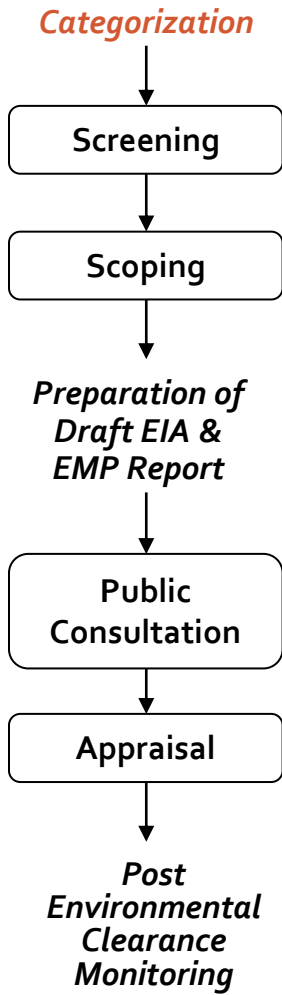 Categorization
Screening
Scoping
Preparation of
Draft EIA &
EMP Report
Public
Consultation
Appraisal
Post
Environmental
Clearance
Monitoring